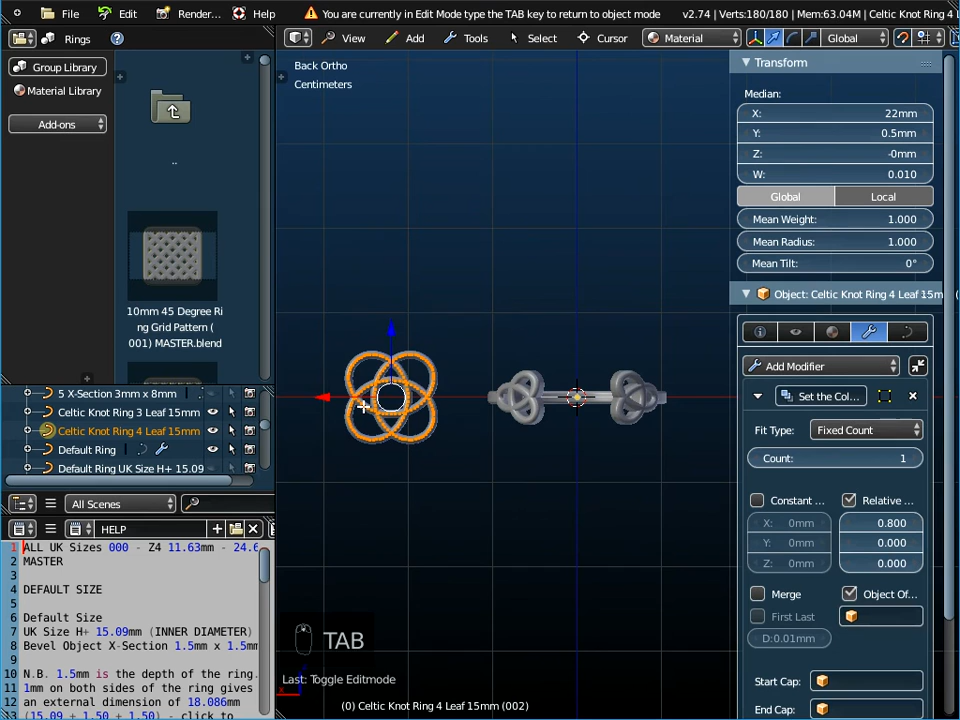 File
Edit
Render...
Help
You are currently in Edit Mode type the TAB key to return to object mode
v2.74 | Verts:180/180 | Mem:63.04M | Celtic Knot Ring 4 L
Rings
View
Add
Tools
Select
Cursor
Material
Global
Group Library
Material Library
Add-ons
..
10mm 45 Degree Ri
ng Grid Pattern (
001) MASTER.blend
Back Ortho
Centimeters
Transform
Median:
X: 22mm
Y: 0.5mm
Z: -0mm
W: 0.010
Global
Local
Mean Weight: 1.000
Mean Radius: 1.000
Mean Tilt: 0°
Object: Celtic Knot Ring 4 Leaf 15m
Add Modifier
Set the Col...
Fit Type: Fixed Count
Count: 1
Constant ...
Relative ...
X: 0mm
Y: 0mm
Z: 0mm
0.800
0.000
0.000
Merge
Object Of...
First Last
D:0.01mm
Start Cap:
End Cap:
5 X-Section 3mm x 8mm
Celtic Knot Ring 3 Leaf 15mm
Celtic Knot Ring 4 Leaf 15mm
Default Ring
Default Ring UK Size H+ 15.09
All Scenes
HELP
1 ALL UK Sizes 000 - Z4 11.63mm - 24.6
2 MASTER
3
4 DEFAULT SIZE
5
6 Default Size
7 UK Size H+ 15.09mm (INNER DIAMETER)
8 Bevel Object X-Section 1.5mm x 1.5mm
9
10 N.B. 1.5mm is the depth of the ring.
11 1mm on both sides of the ring gives
12 an external dimension of 18.086mm
13 (15.09 + 1.50 + 1.50) - click to
TAB
Last: Toggle Editmode
(0) Celtic Knot Ring 4 Leaf 15mm (002)